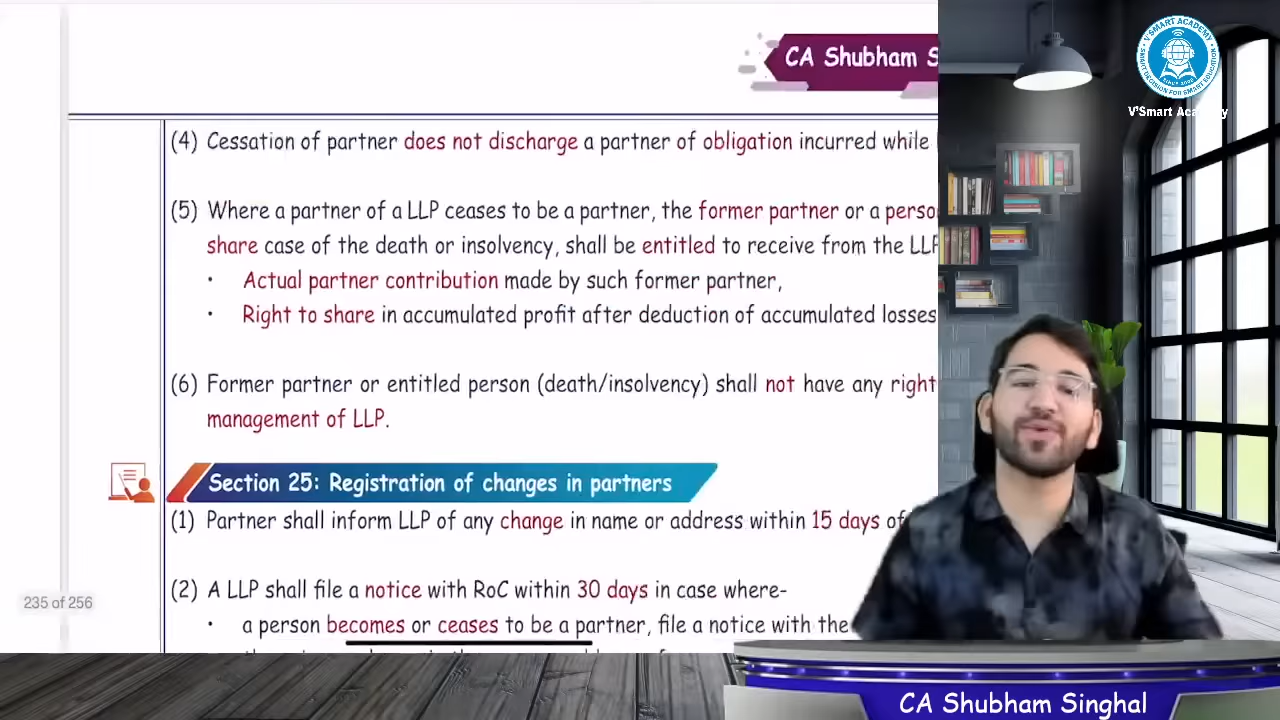 CA Shubham S
V'SMART ACADEMY
SMART DECISION FOR SMART EDUCATION
V'Smart Academy
(4) Cessation of partner does not discharge a partner of obligation incurred while
(5) Where a partner of a LLP ceases to be a partner, the former partner or a perso
share case of the death or insolvency, shall be entitled to receive from the LLP
• Actual partner contribution made by such former partner,
• Right to share in accumulated profit after deduction of accumulated losses
(6) Former partner or entitled person (death/insolvency) shall not have any right
management of LLP.
Section 25: Registration of changes in partners
(1) Partner shall inform LLP of any change in name or address within 15 days of
(2) A LLP shall file a notice with RoC within 30 days in case where-
235 of 256
• a person becomes or ceases to be a partner, file a notice with the
CA Shubham Singhal